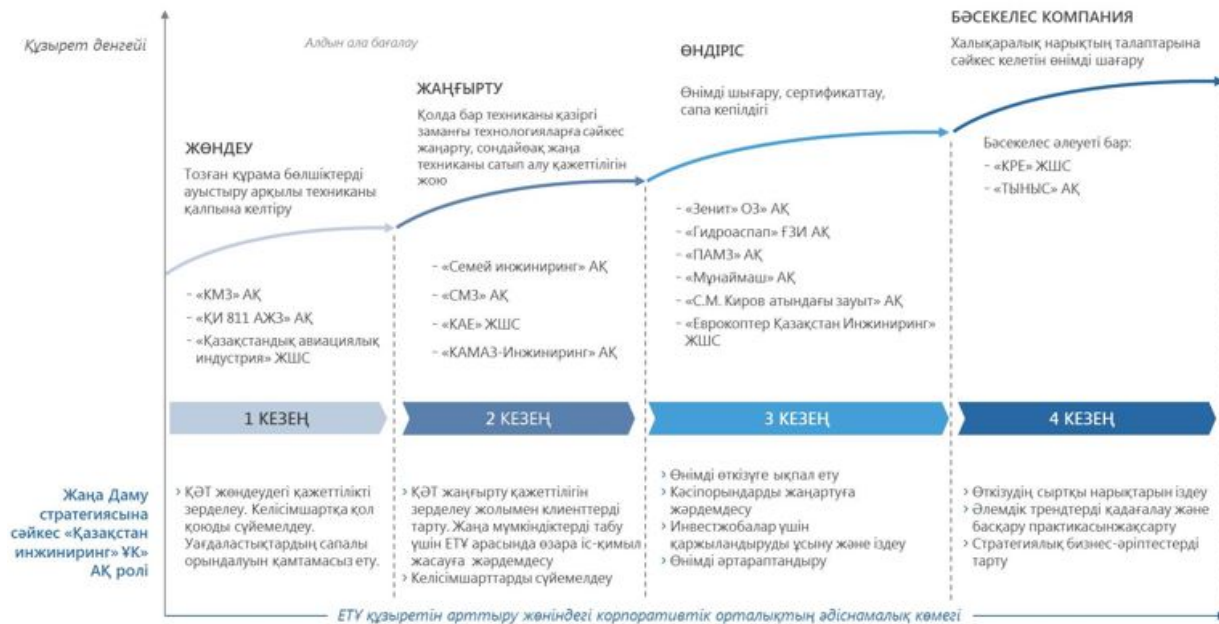 Құзырет денгейі
Алдын ала бағалау
ЖӨНДЕУ
Тозған құрама бөлшіктерді
ауыстыру арқылы техниканы
қалпына келтіру
- «КМЗ» АҚ
- «ҚИ 811 АЖЗ» АҚ
- «Қазақстандық авиациялық
индустрия» ЖШС
ЖАҢҒЫРТУ
Қолда бар техниканы қазіргі
заманғы технологияларға сәйкес
жаңарту, сондайөақ жаңа
техниканы сатып алу қажеттілігін
жою
- «Семей инжиниринг» АҚ
- «СМЗ» АҚ
- «КАЕ» ЖШС
- «КАМАЗ-Инжиниринг» АҚ
ӨНДІРІС
Өнімді шығару, сертификаттау,
сапа кепілдігі
- «Зенит» ОЗ» АҚ
- «Гидроаспап» ҒЗИ АҚ
- «ПАМЗ» АҚ
- «Мұнаймаш» АҚ
- «С.М. Киров атындағы зауыт» АҚ
- «Еврокоптер Қазақстан Инжиниринг»
ЖШС
БӘСЕКЕЛЕС КОМПАНИЯ
Халықаралық нарықтың талаптарына
сәйкес келетін өнімді шағару
Бәсекелес әлеуеті бар:
- «КРЕ» ЖШС
- «ТЫНЫС» АҚ
1 КЕЗЕҢ
2 КЕЗЕҢ
3 КЕЗЕҢ
4 КЕЗЕҢ
Жаңа Даму
стратегиясына
сәйкес «Қазақстан
инжиниринг» ҰК»
АҚ ролі
› ҚӘТ жөндеудегі қажеттілікті
зерделеу. Келісімшартқа қол
қоюды сүйемелдеу.
Уағдаластықтардың сапалы
орындалуын қамтамасыз ету.
› ҚӘТ жаңғырту қажеттілігін
зерделеу жолымен клиенттерді
тарту. Жаңа мүмкіндіктерді табу
үшін ЕТҰ арасында өзара іс-қимыл
жасауға жәрдемдесу
› Келісімшарттарды сүйемелдеу
› Өнімді өткізуге ықпал ету
› Кәсіпорындарды жаңартуға
жәрдемдесу
› Инвестжобалар үшін
қаржыландыруды ұсыну және іздеу
› Өнімді әртараптандыру
› Өткізудің сыртқы нарықтарын іздеу
› Әлемдік трендтерді қадағалау және
басқару практикасынжақсарту
› Стратегиялық бизнес-әріптестерді
тарту
ЕТҰ құзыретін арттыру жөніндегі корпоративтік орталықтың әдіснамалық көмегі